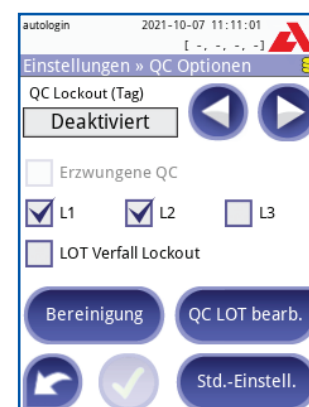 autologin 2021-10-07 11:11:01
[ -, -, -, -]
Einstellungen » QC Optionen
QC Lockout (Tag)
Deaktiviert
Erzwungene QC
L1 L2 L3
LOT Verfall Lockout
Bereinigung QC LOT bearb.
Std.-Einstell.